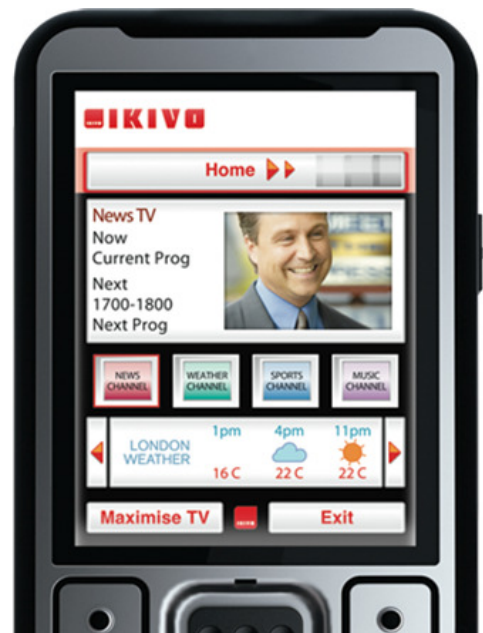 IKIVO
Home
News TV
Now
Current Prog
Next
1700-1800
Next Prog
NEWS
CHANNEL
WEATHER
CHANNEL
SPORTS
CHANNEL
MUSIC
CHANNEL
LONDON
WEATHER
1pm 4pm 11pm
16 C 22 C 22 C
Maximise TV
Exit